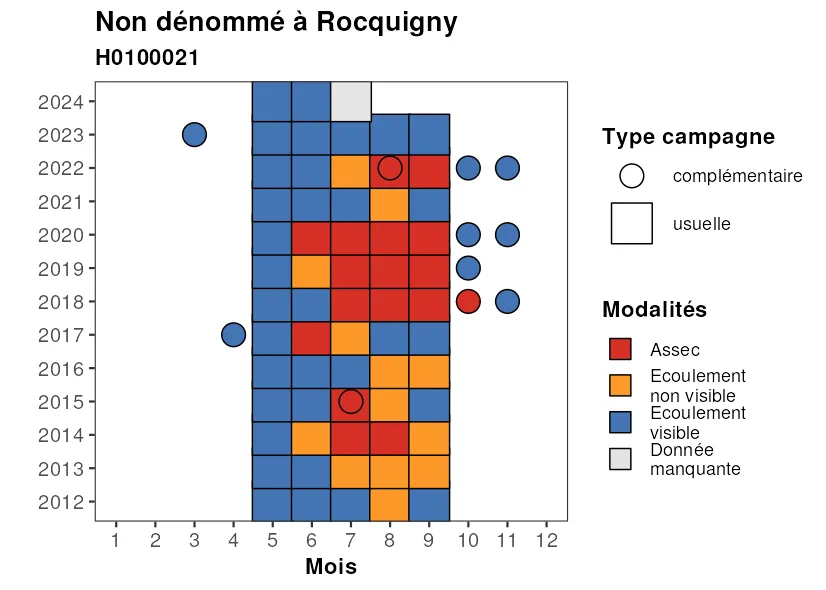 Non dénommé à Rocquigny
H0100021
2024
2023
2022
2021
2020
2019
2018
2017
2016
2015
2014
2013
2012
1 2 3 4 5 6 7 8 9 10 11 12
Mois
Type campagne
complémentaire
usuelle
Modalités
Assec
Ecoulement
non visible
Ecoulement
visible
Donnée
manquante